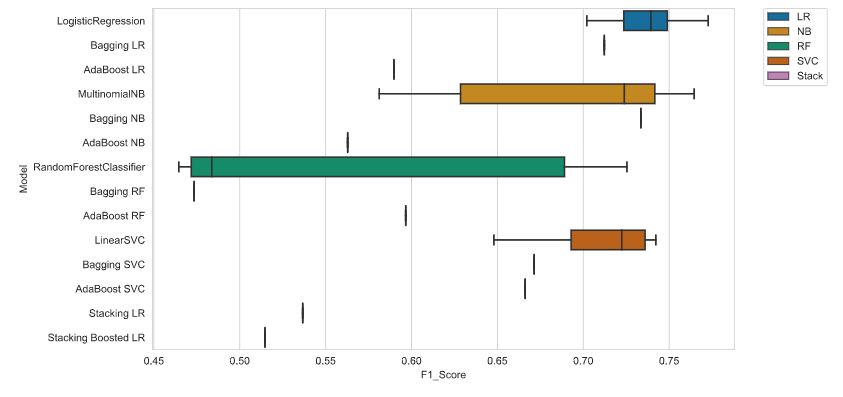 LogisticRegression
Bagging LR
AdaBoost LR
MultinomialNB
Bagging NB
AdaBoost NB
RandomForestClassifier
Bagging RF
AdaBoost RF
LinearSVC
Bagging SVC
AdaBoost SVC
Stacking LR
Stacking Boosted LR
Model
0.45 0.50 0.55 0.60 0.65 0.70 0.75
F1_Score
LR
NB
RF
SVC
Stack